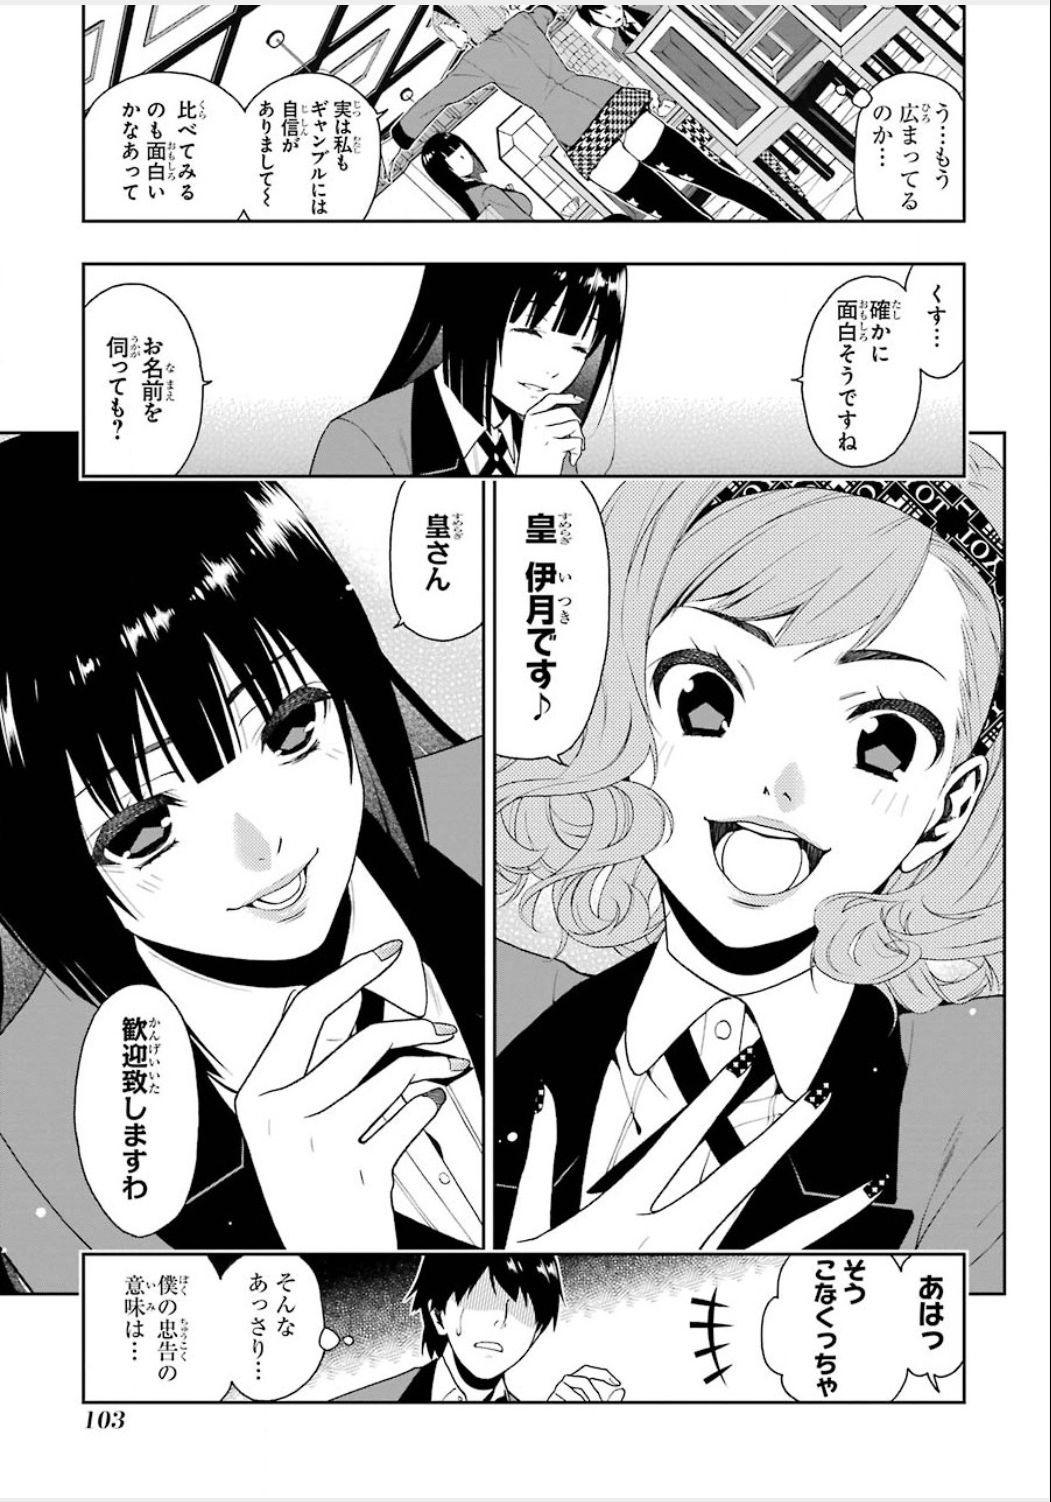 う…もう
広まってる
のか…
実は私も
ギャンブルには
自信が
ありまして～
比べてみる
のも面白い
かなあって
くす…
確かに
面白そうですね
お名前を
伺っても?
皇 伊月です♪
皇さん
歓迎致しますわ
あはっ
そう
こなくっちゃ
そんな
あっさり…
僕の忠告の
意味は…
103